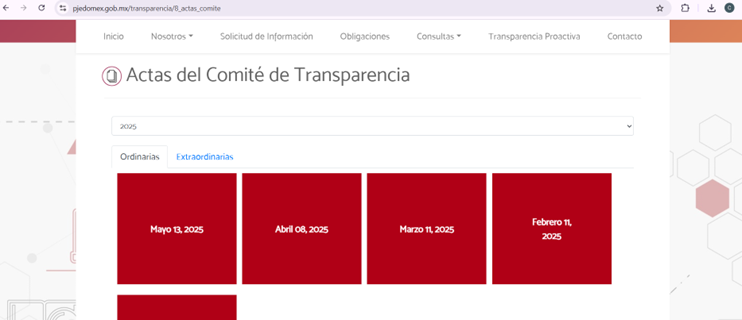 pjedomex.gob.mx/transparencia/8_actas_comite
Inicio Nosotros Solicitud de Información Obligaciones Consultas Transparencia Proactiva Contacto
Actas del Comité de Transparencia
2025
Ordinarias Extraordinarias
Mayo 13, 2025 Abril 08, 2025 Marzo 11, 2025 Febrero 11,
2025